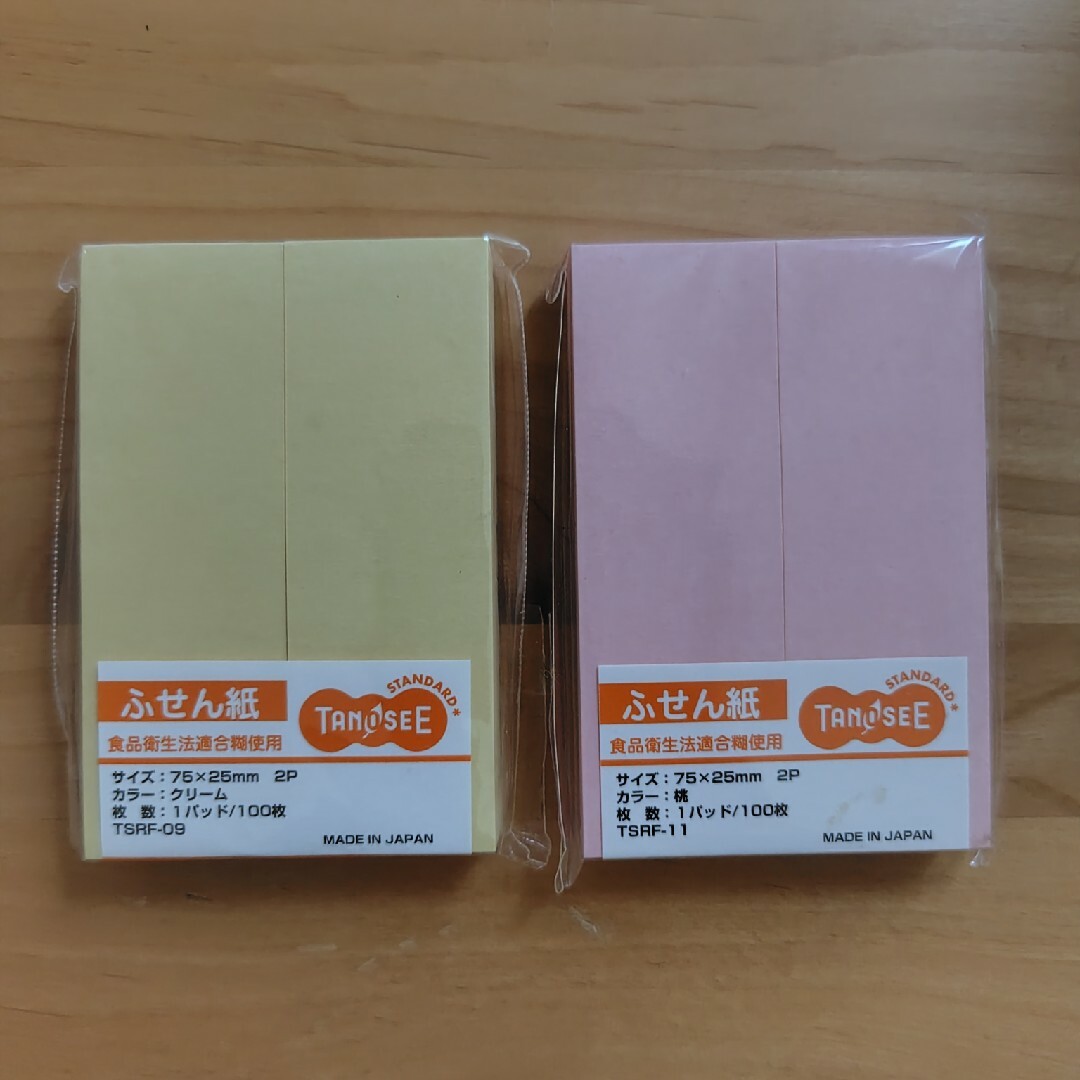 ふせん紙
STANDARD*
TANOSEE
食品衛生法適合糊使用
サイズ：75×25mm 2P
カラー：クリーム
枚 数：1パッド/100枚
TSRF-09
MADE IN JAPAN
ふせん紙
STANDARD*
TANOSEE
食品衛生法適合糊使用
サイズ：75×25mm 2P
カラー：桃
枚 数：1パッド/100枚
TSRF-11
MADE IN JAPAN